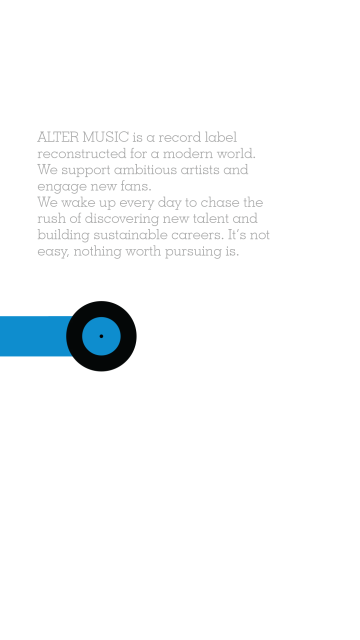 ALTER MUSIC is a record label
reconstructed for a modern world.
We support ambitious artists and
engage new fans.
We wake up every day to chase the
rush of discovering new talent and
building sustainable careers. It's not
easy, nothing worth pursuing is.